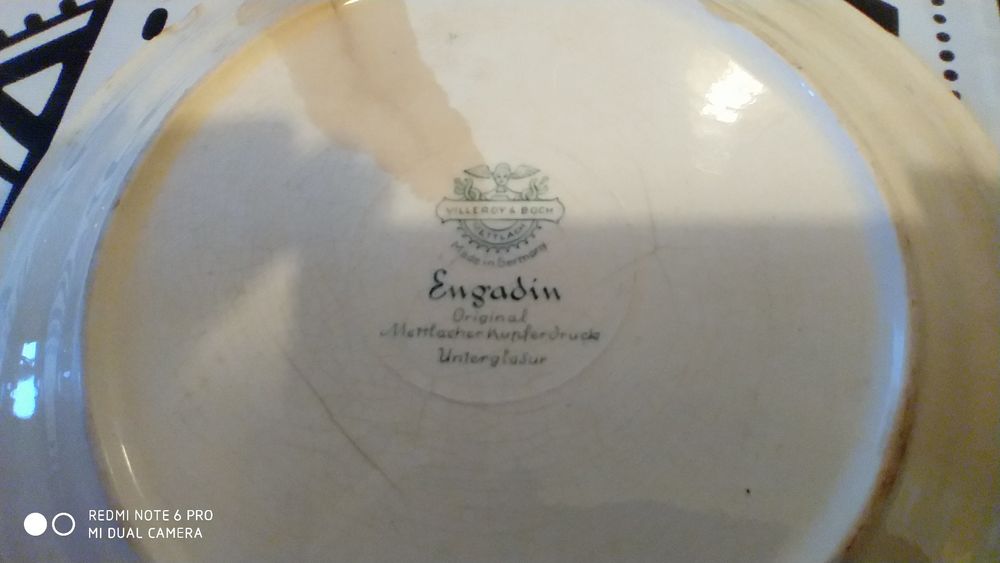 VILLEROY & BOCH
METTLACH
Made in Germany
Engadin
Original
Mettlacher Kupferdruck
Unterglasur
REDMI NOTE 6 PRO
MI DUAL CAMERA